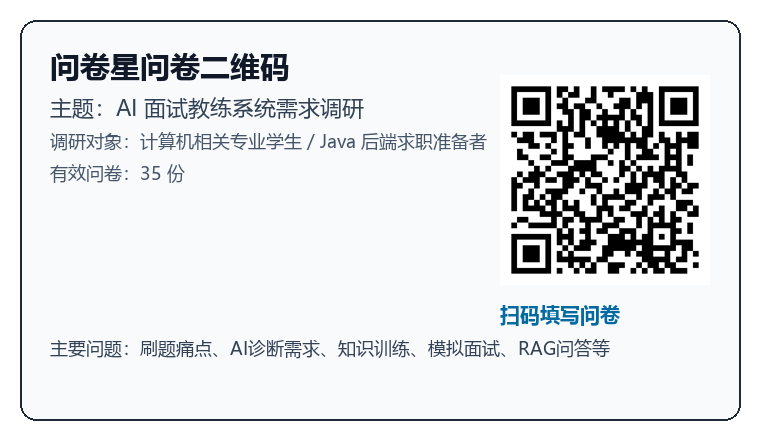 问卷星问卷二维码
主题：AI 面试教练系统需求调研
调研对象：计算机相关专业学生 / Java 后端求职准备者
有效问卷：35 份
扫码填写问卷
主要问题：刷题痛点、AI诊断需求、知识训练、模拟面试、RAG问答等